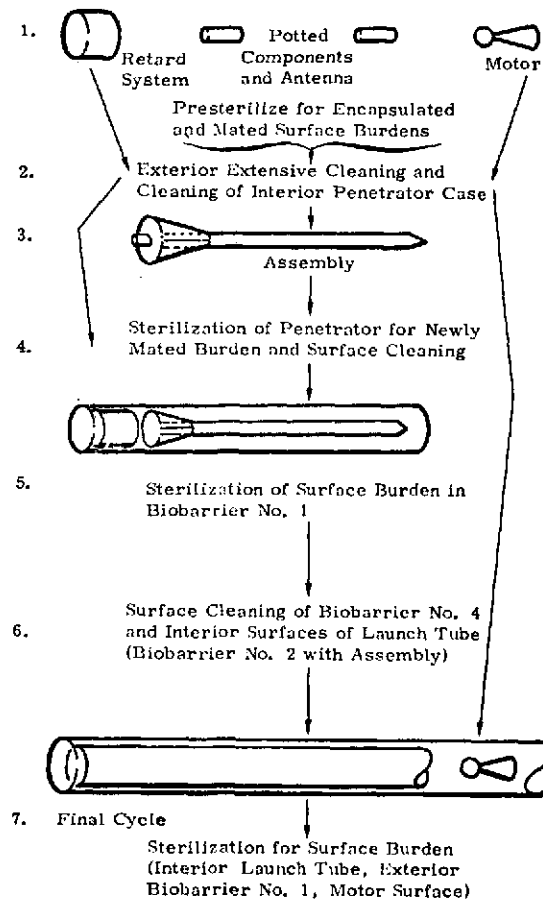 1.
Retard
System
Potted
Components
and Antenna
Motor
Presterilize for Encapsulated
and Mated Surface Burdens
2. Exterior Extensive Cleaning and
Cleaning of Interior Penetrator Case
3.
Assembly
4. Sterilization of Penetrator for Newly
Mated Burden and Surface Cleaning
5. Sterilization of Surface Burden in
Biobarrier No. 1
6. Surface Cleaning of Biobarrier No. 4
and Interior Surfaces of Launch Tube
(Biobarrier No. 2 with Assembly)
7. Final Cycle
Sterilization for Surface Burden
(Interior Launch Tube, Exterior
Biobarrier No. 1, Motor Surface)